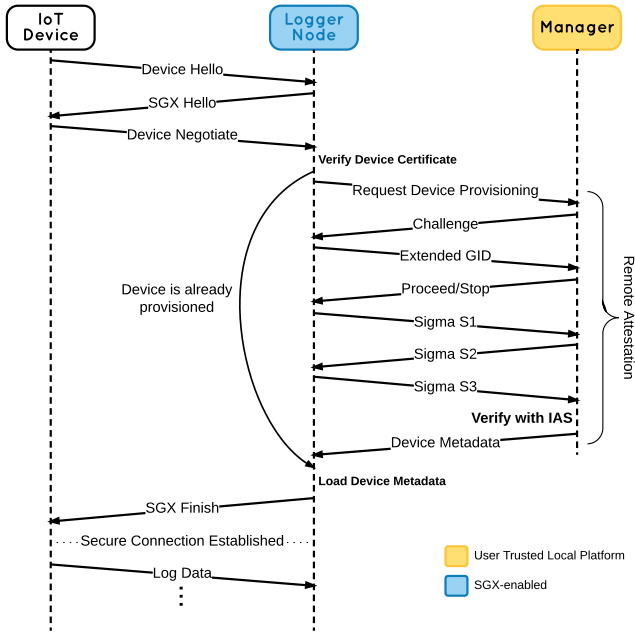 IoT
Device
Logger
Node
Manager
Device Hello
SGX Hello
Device Negotiate
Verify Device Certificate
Request Device Provisioning
Challenge
Extended GID
Device is already
provisioned
Proceed/Stop
Remote Attestation
Sigma S1
Sigma S2
Sigma S3
Verify with IAS
Device Metadata
Load Device Metadata
SGX Finish
Secure Connection Established
Log Data
User Trusted Local Platform
SGX-enabled